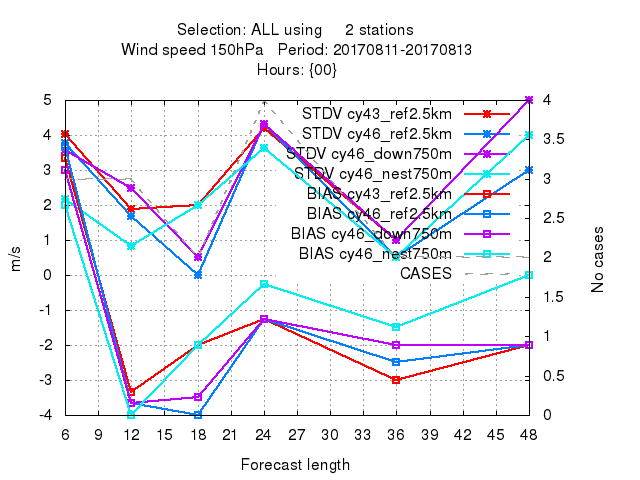 Selection: ALL using 2 stations
Wind speed 150hPa Period: 20170811-20170813
Hours: {00}
5
4
3
2
1
0
-1
-2
-3
-4
m/s
STDV cy43_ref2.5km
STDV cy46_ref2.5km
STDV cy46_down750m
STDV cy46_nest750m
BIAS cy43_ref2.5km
BIAS cy46_ref2.5km
BIAS cy46_down750m
BIAS cy46_nest750m
CASES
4
3.5
3
2.5
2
1.5
1
0.5
0
No cases
6 9 12 15 18 21 24 27 30 33 36 39 42 45 48
Forecast length